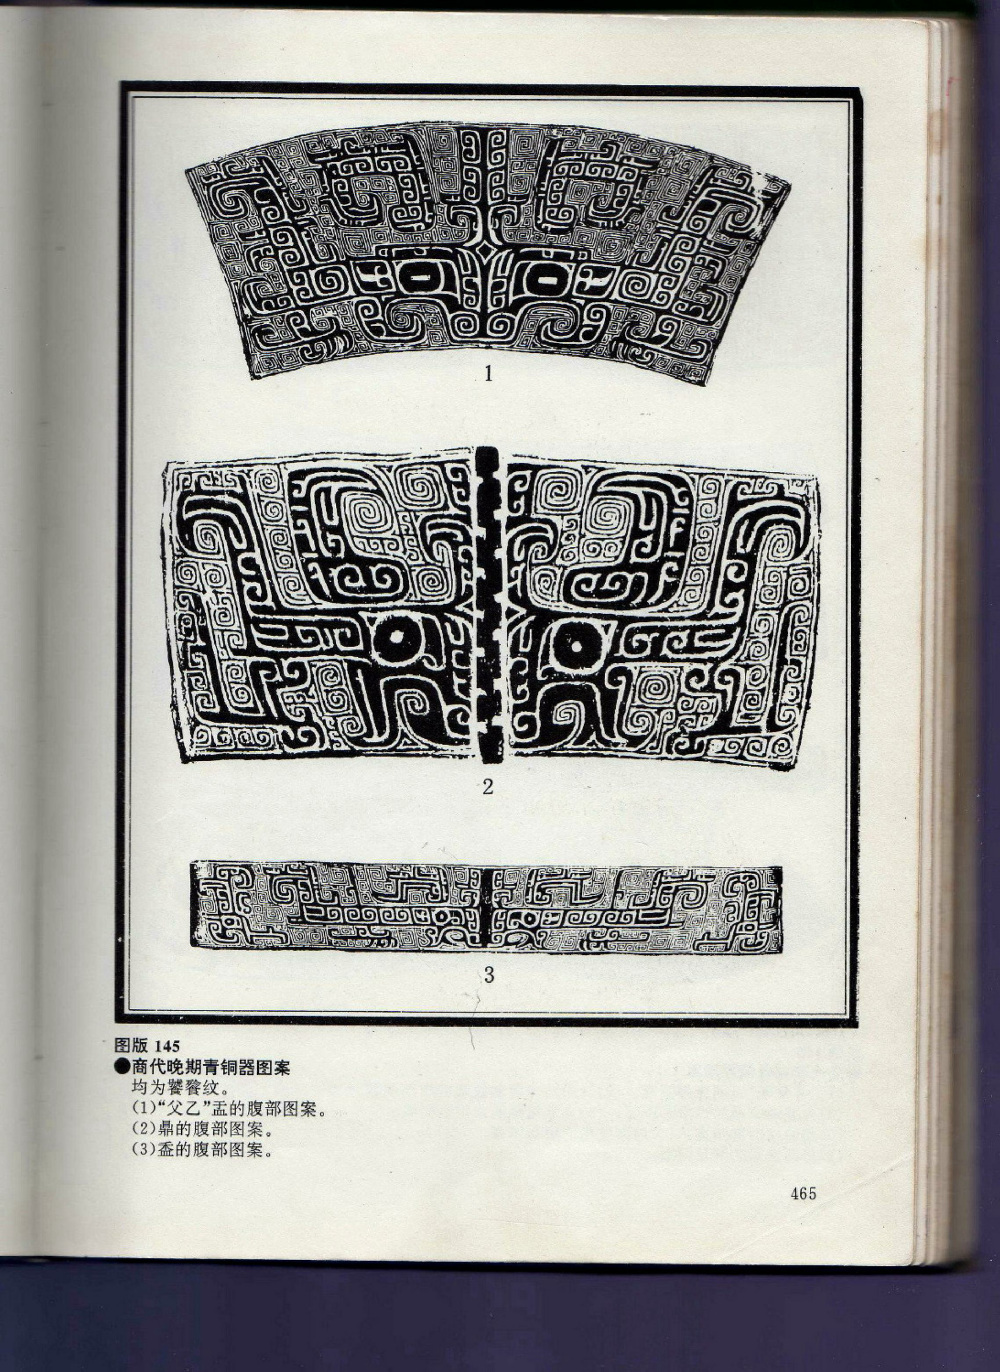 1
2
3
图版 145
●商代晚期青铜器图案
均为饕餮纹。
(1)“父乙”盂的腹部图案。
(2)鼎的腹部图案。
(3)盉的腹部图案。
465